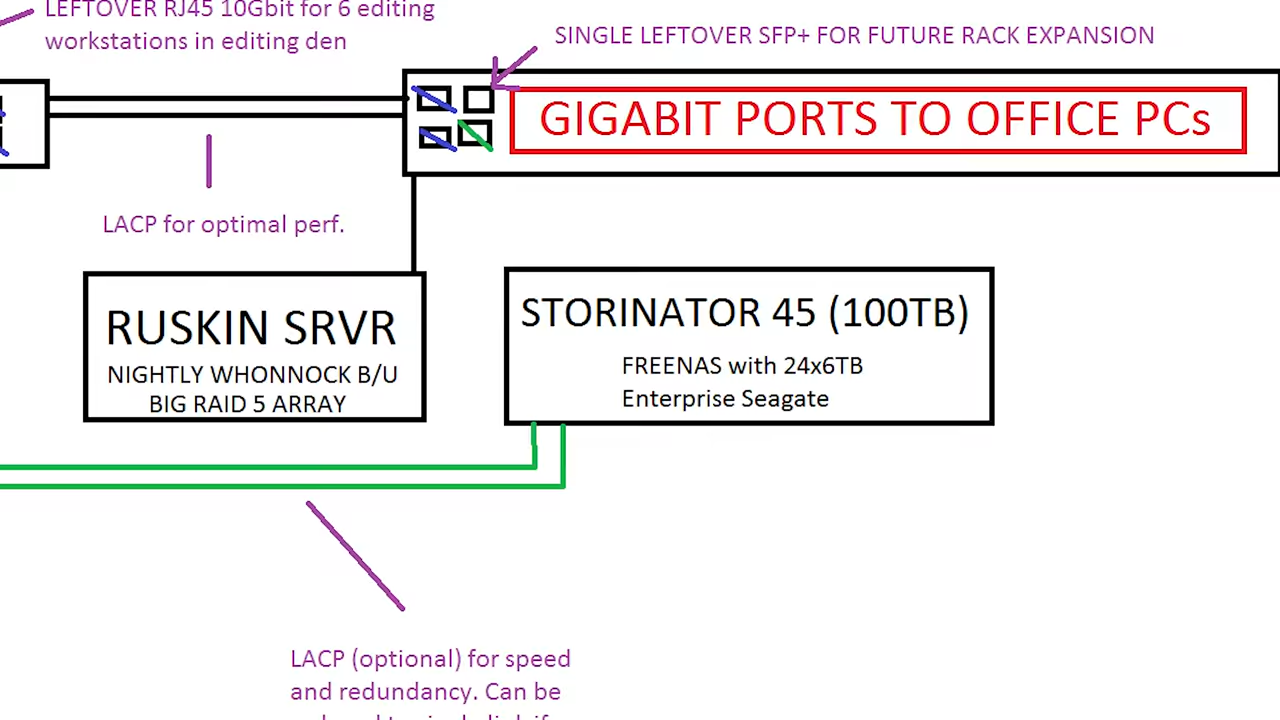 LEFTOVER RJ45 10Gbit for 6 editing
workstations in editing den
SINGLE LEFTOVER SFP+ FOR FUTURE RACK EXPANSION
GIGABIT PORTS TO OFFICE PCs
LACP for optimal perf.
RUSKIN SRVR
NIGHTLY WHONNOCK B/U
BIG RAID 5 ARRAY
STORINATOR 45 (100TB)
FREENAS with 24x6TB
Enterprise Seagate
LACP (optional) for speed
and redundancy. Can be